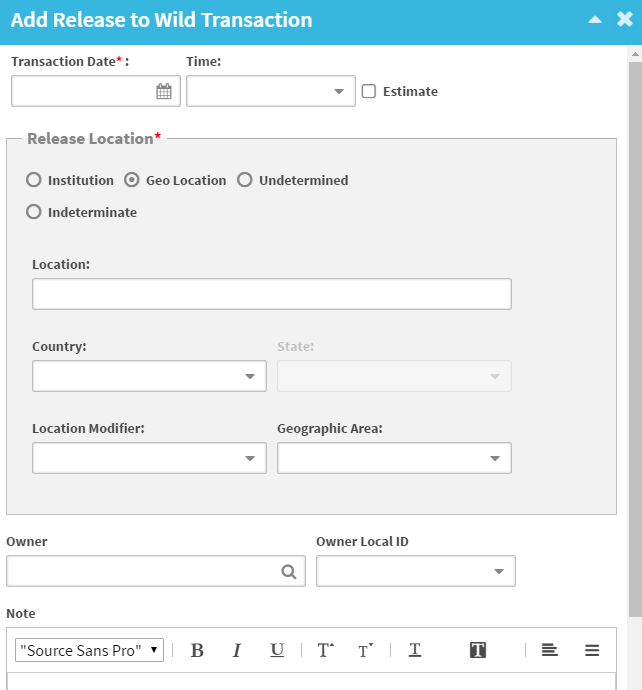 Add Release to Wild Transaction
Transaction Date* : Time:
Estimate
Release Location*
Institution Geo Location Undetermined
Indeterminate
Location:
Country: State:
Location Modifier: Geographic Area:
Owner Owner Local ID
Note
"Source Sans Pro" B I U T T T T